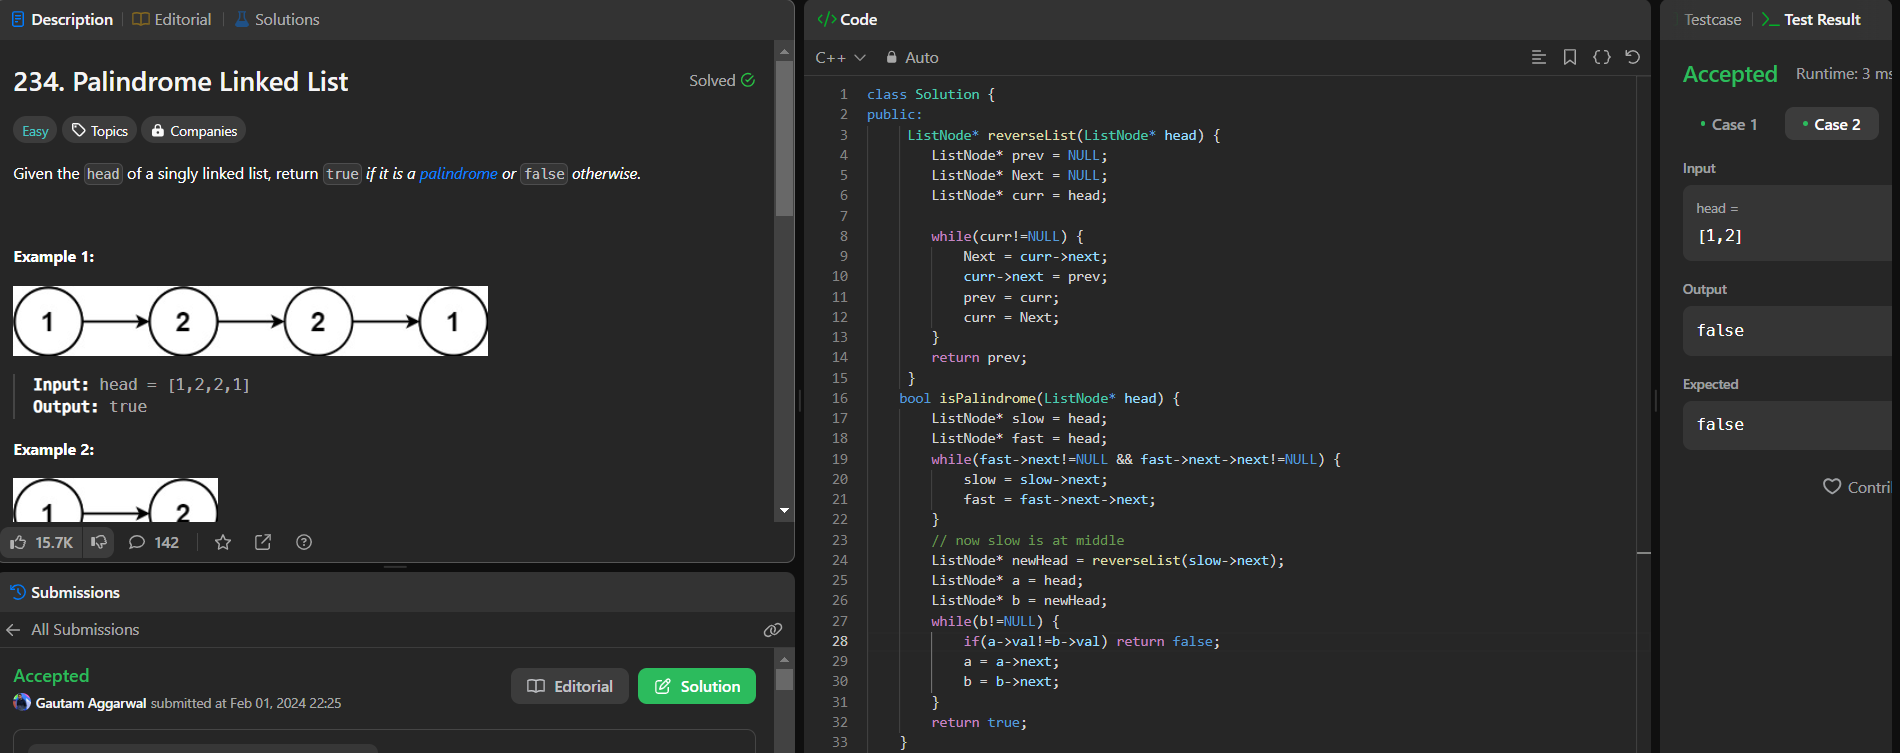 Description Editorial Solutions
234. Palindrome Linked List
Solved
Easy Topics Companies
Given the head of a singly linked list, return true if it is a palindrome or false otherwise.
Example 1:
1 2 2 1
Input: head = [1,2,2,1]
Output: true
Example 2:
1 2
15.7K 142
Submissions
All Submissions
Accepted
Gautam Aggarwal submitted at Feb 01, 2024 22:25
Editorial Solution
</> Code
C++ Auto
1 class Solution {
2 public:
3 ListNode* reverseList(ListNode* head) {
4 ListNode* prev = NULL;
5 ListNode* Next = NULL;
6 ListNode* curr = head;
7
8 while(curr!=NULL) {
9 Next = curr->next;
10 curr->next = prev;
11 prev = curr;
12 curr = Next;
13 }
14 return prev;
15 }
16 bool isPalindrome(ListNode* head) {
17 ListNode* slow = head;
18 ListNode* fast = head;
19 while(fast->next!=NULL && fast->next->next!=NULL) {
20 slow = slow->next;
21 fast = fast->next->next;
22 }
23 // now slow is at middle
24 ListNode* newHead = reverseList(slow->next);
25 ListNode* a = head;
26 ListNode* b = newHead;
27 while(b!=NULL) {
28 if(a->val!=b->val) return false;
29 a = a->next;
30 b = b->next;
31 }
32 return true;
33 }
Testcase >_ Test Result
Accepted Runtime: 3 ms
• Case 1 • Case 2
Input
head =
[1,2]
Output
false
Expected
false
Contri